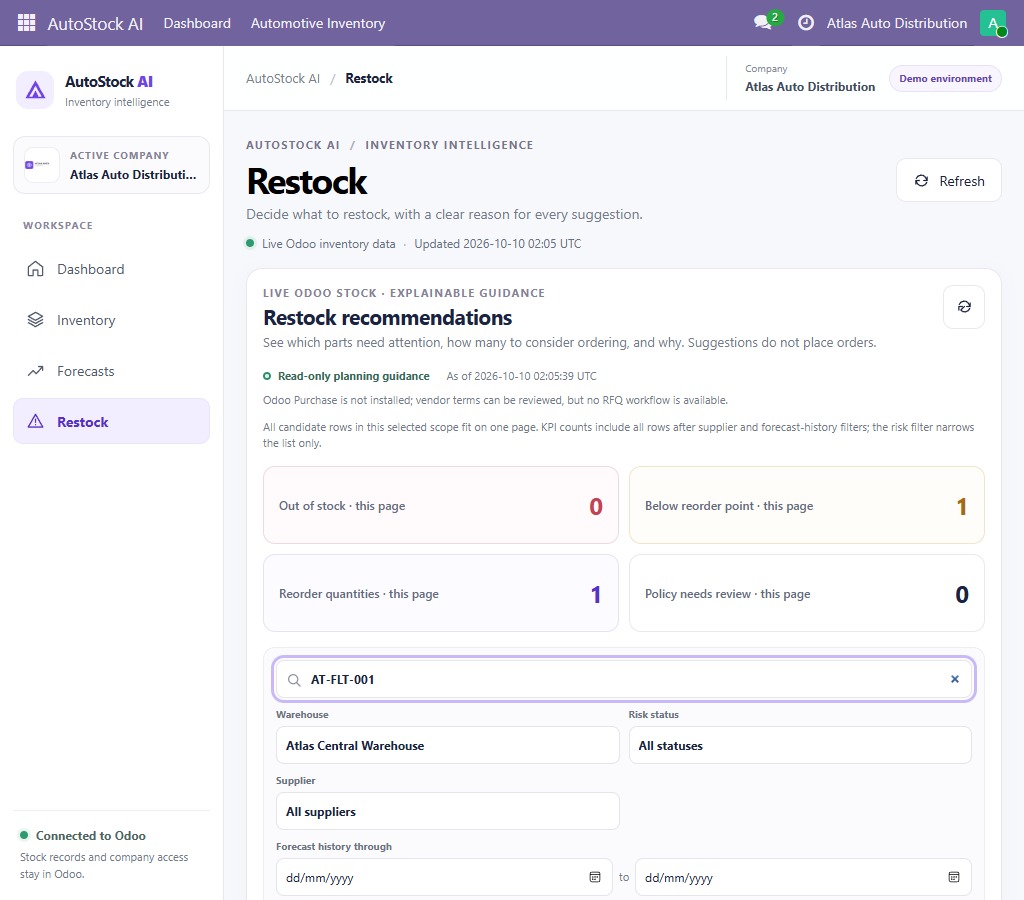 AutoStock AI
Dashboard
Automotive Inventory
2
Atlas Auto Distribution
A
AutoStock AI
Inventory intelligence
ACTIVE COMPANY
Atlas Auto Distributi...
WORKSPACE
Dashboard
Inventory
Forecasts
Restock
Connected to Odoo
Stock records and company access
stay in Odoo.
AutoStock AI / Restock
Company
Atlas Auto Distribution
Demo environment
AUTOSTOCK AI / INVENTORY INTELLIGENCE
Restock
Decide what to restock, with a clear reason for every suggestion.
Live Odoo inventory data · Updated 2026-10-10 02:05 UTC
Refresh
LIVE ODOO STOCK · EXPLAINABLE GUIDANCE
Restock recommendations
See which parts need attention, how many to consider ordering, and why. Suggestions do not place orders.
Read-only planning guidance As of 2026-10-10 02:05:39 UTC
Odoo Purchase is not installed; vendor terms can be reviewed, but no RFQ workflow is available.
All candidate rows in this selected scope fit on one page. KPI counts include all rows after supplier and forecast-history filters; the risk filter narrows
the list only.
Out of stock · this page 0
Below reorder point · this page 1
Reorder quantities · this page 1
Policy needs review · this page 0
AT-FLT-001 ×
Warehouse
Atlas Central Warehouse
Risk status
All statuses
Supplier
All suppliers
Forecast history through
dd/mm/yyyy to dd/mm/yyyy